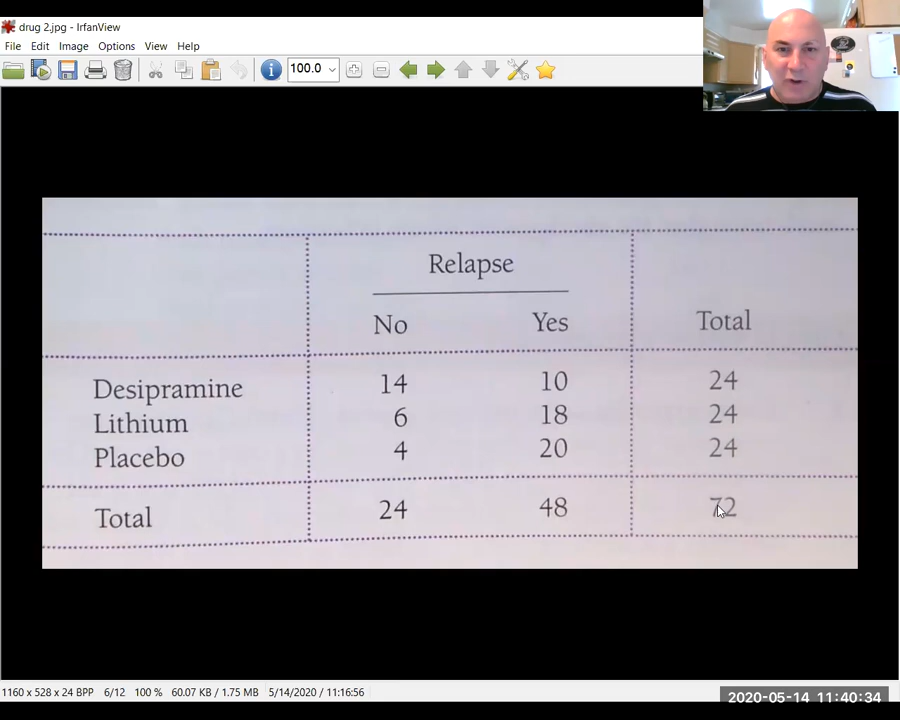 drug 2.jpg - IrfanView
File Edit Image Options View Help
100.0
Relapse
No Yes Total
Desipramine 14 10 24
Lithium 6 18 24
Placebo 4 20 24
Total 24 48 72
1160 x 528 x 24 BPP 6/12 100 % 60.07 KB / 1.75 MB 5/14/2020 / 11:16:56
2020-05-14 11:40:34